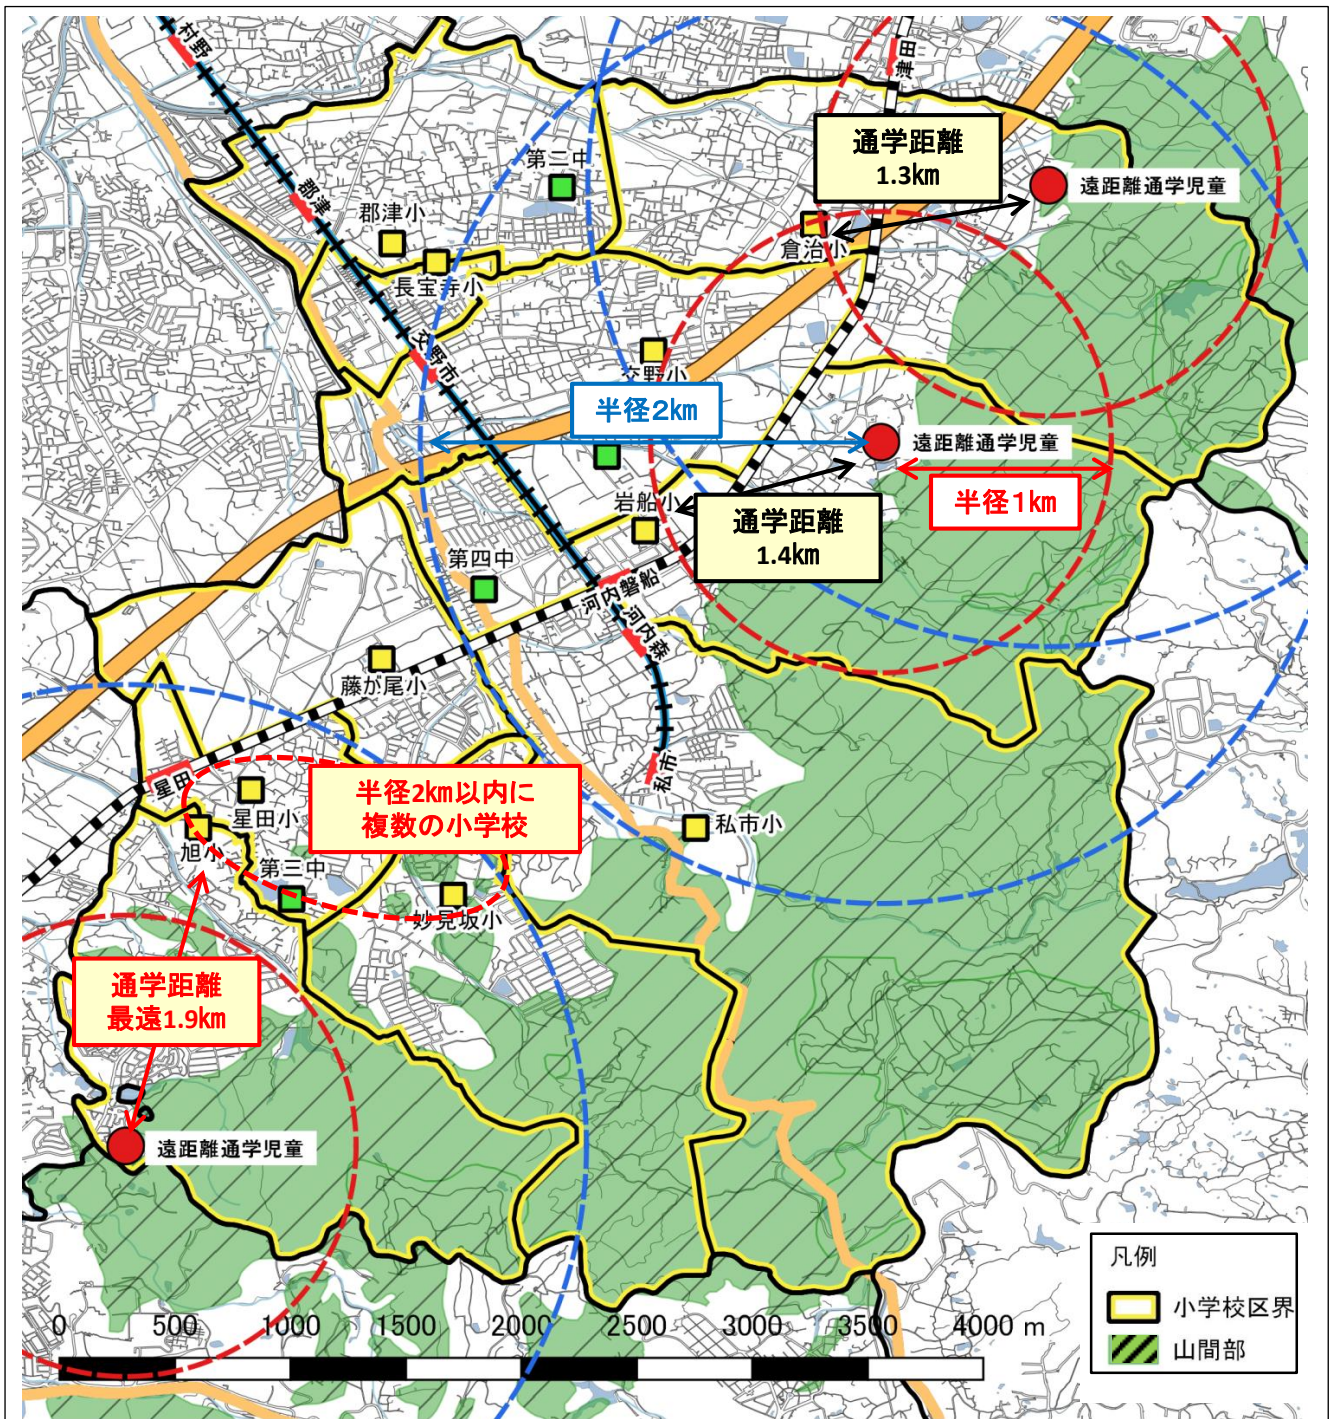 村野
津田
通学距離
1.3km
遠距離通学児童
第二中
郡津
郡津小
倉治小
長宝寺小
交野市
交野小
半径2km
遠距離通学児童
半径1km
岩船小
通学距離
1.4km
第四中
河内磐船
河内森
藤が尾小
星田
私市
半径2km以内に
複数の小学校
星田小
私市小
旭小
第三中
妙見坂小
通学距離
最遠1.9km
遠距離通学児童
凡例
小学校区界
山間部
0 500 1000 1500 2000 2500 3000 3500 4000 m